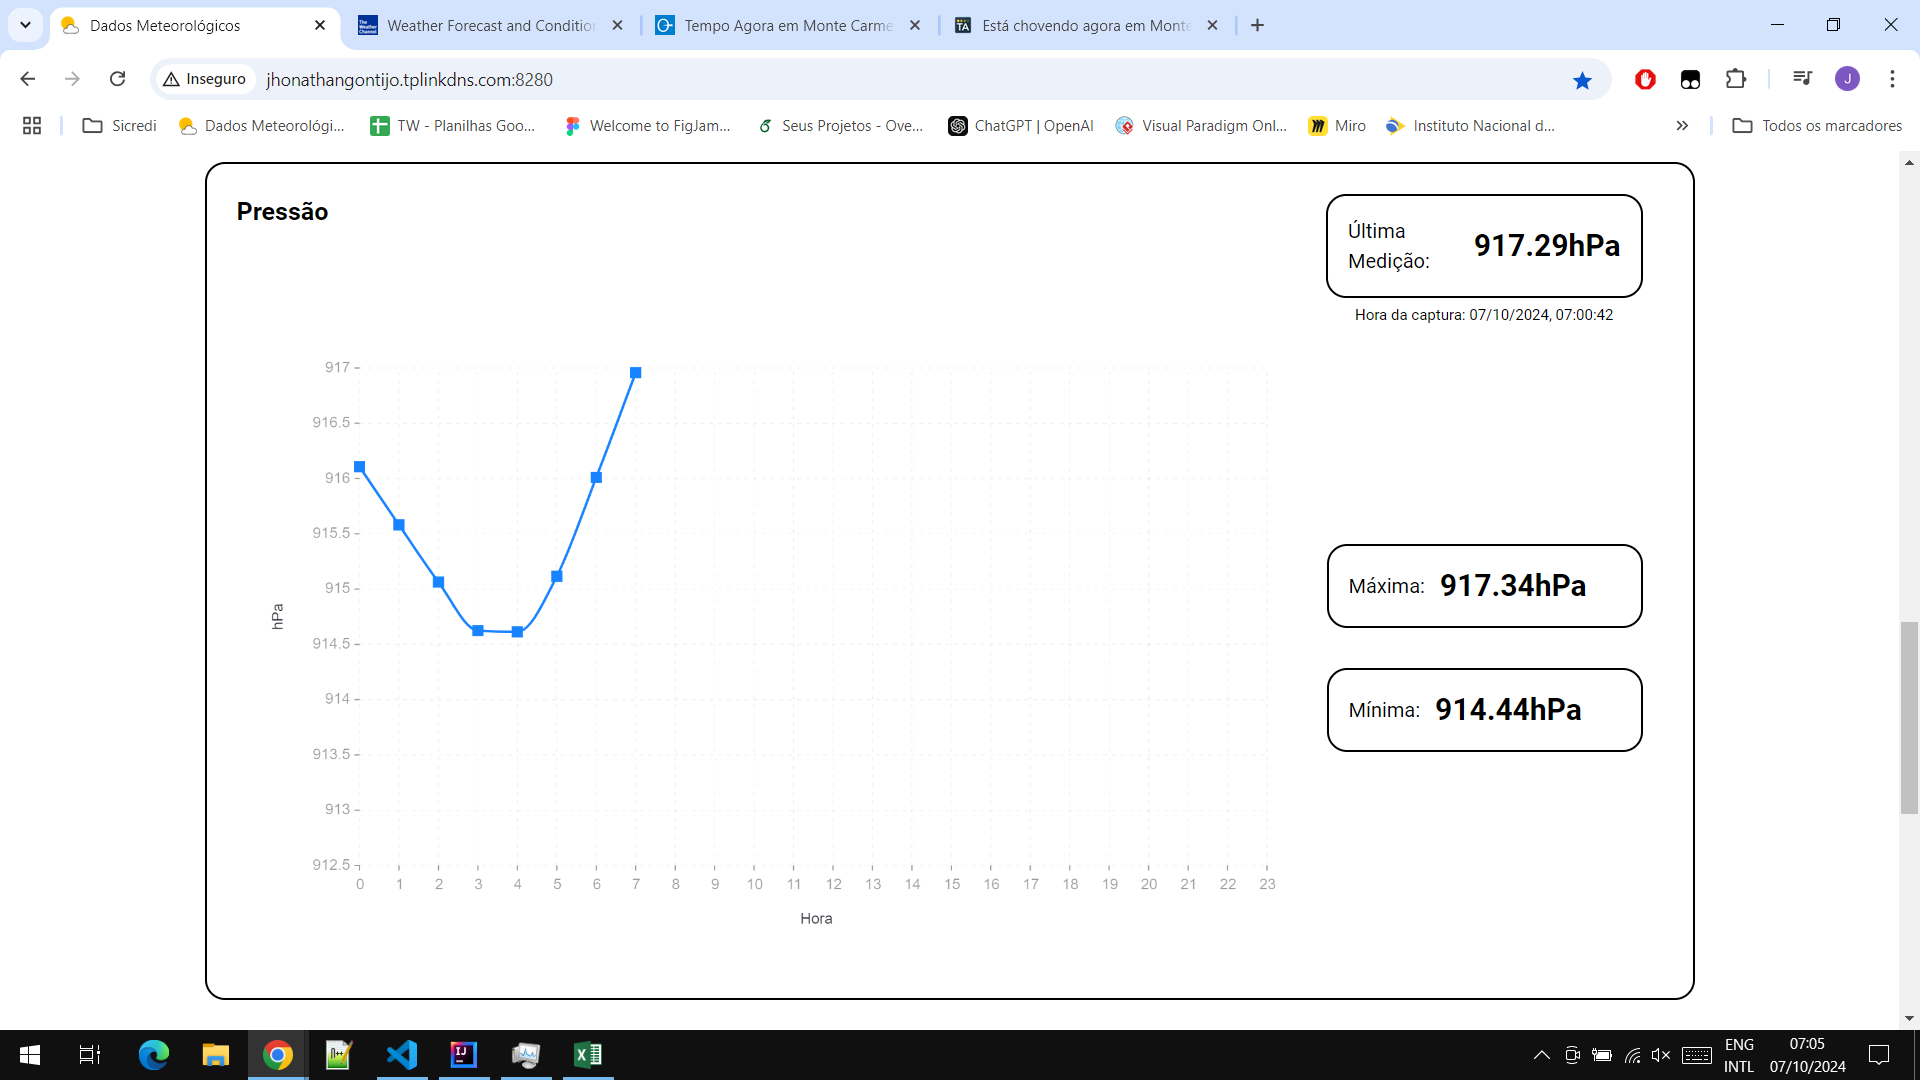 Dados Meteorológicos
Weather Forecast and Conditio
Tempo Agora em Monte Carme
Está chovendo agora em Monte
Inseguro
jhonathangontijo.tplinkdns.com:8280
J
Sicredi
Dados Meteorológi...
TW - Planilhas Goo...
Welcome to FigJam...
Seus Projetos - Ove...
ChatGPT | OpenAI
Visual Paradigm Onl...
Miro
Instituto Nacional d...
Todos os marcadores
Pressão
Última
Medição:
917.29hPa
Hora da captura: 07/10/2024, 07:00:42
917
916.5
916
915.5
915
914.5
914
913.5
913
912.5
hPa
0 1 2 3 4 5 6 7 8 9 10 11 12 13 14 15 16 17 18 19 20 21 22 23
Hora
Máxima: 917.34hPa
Mínima: 914.44hPa
ENG
INTL
07:05
07/10/2024